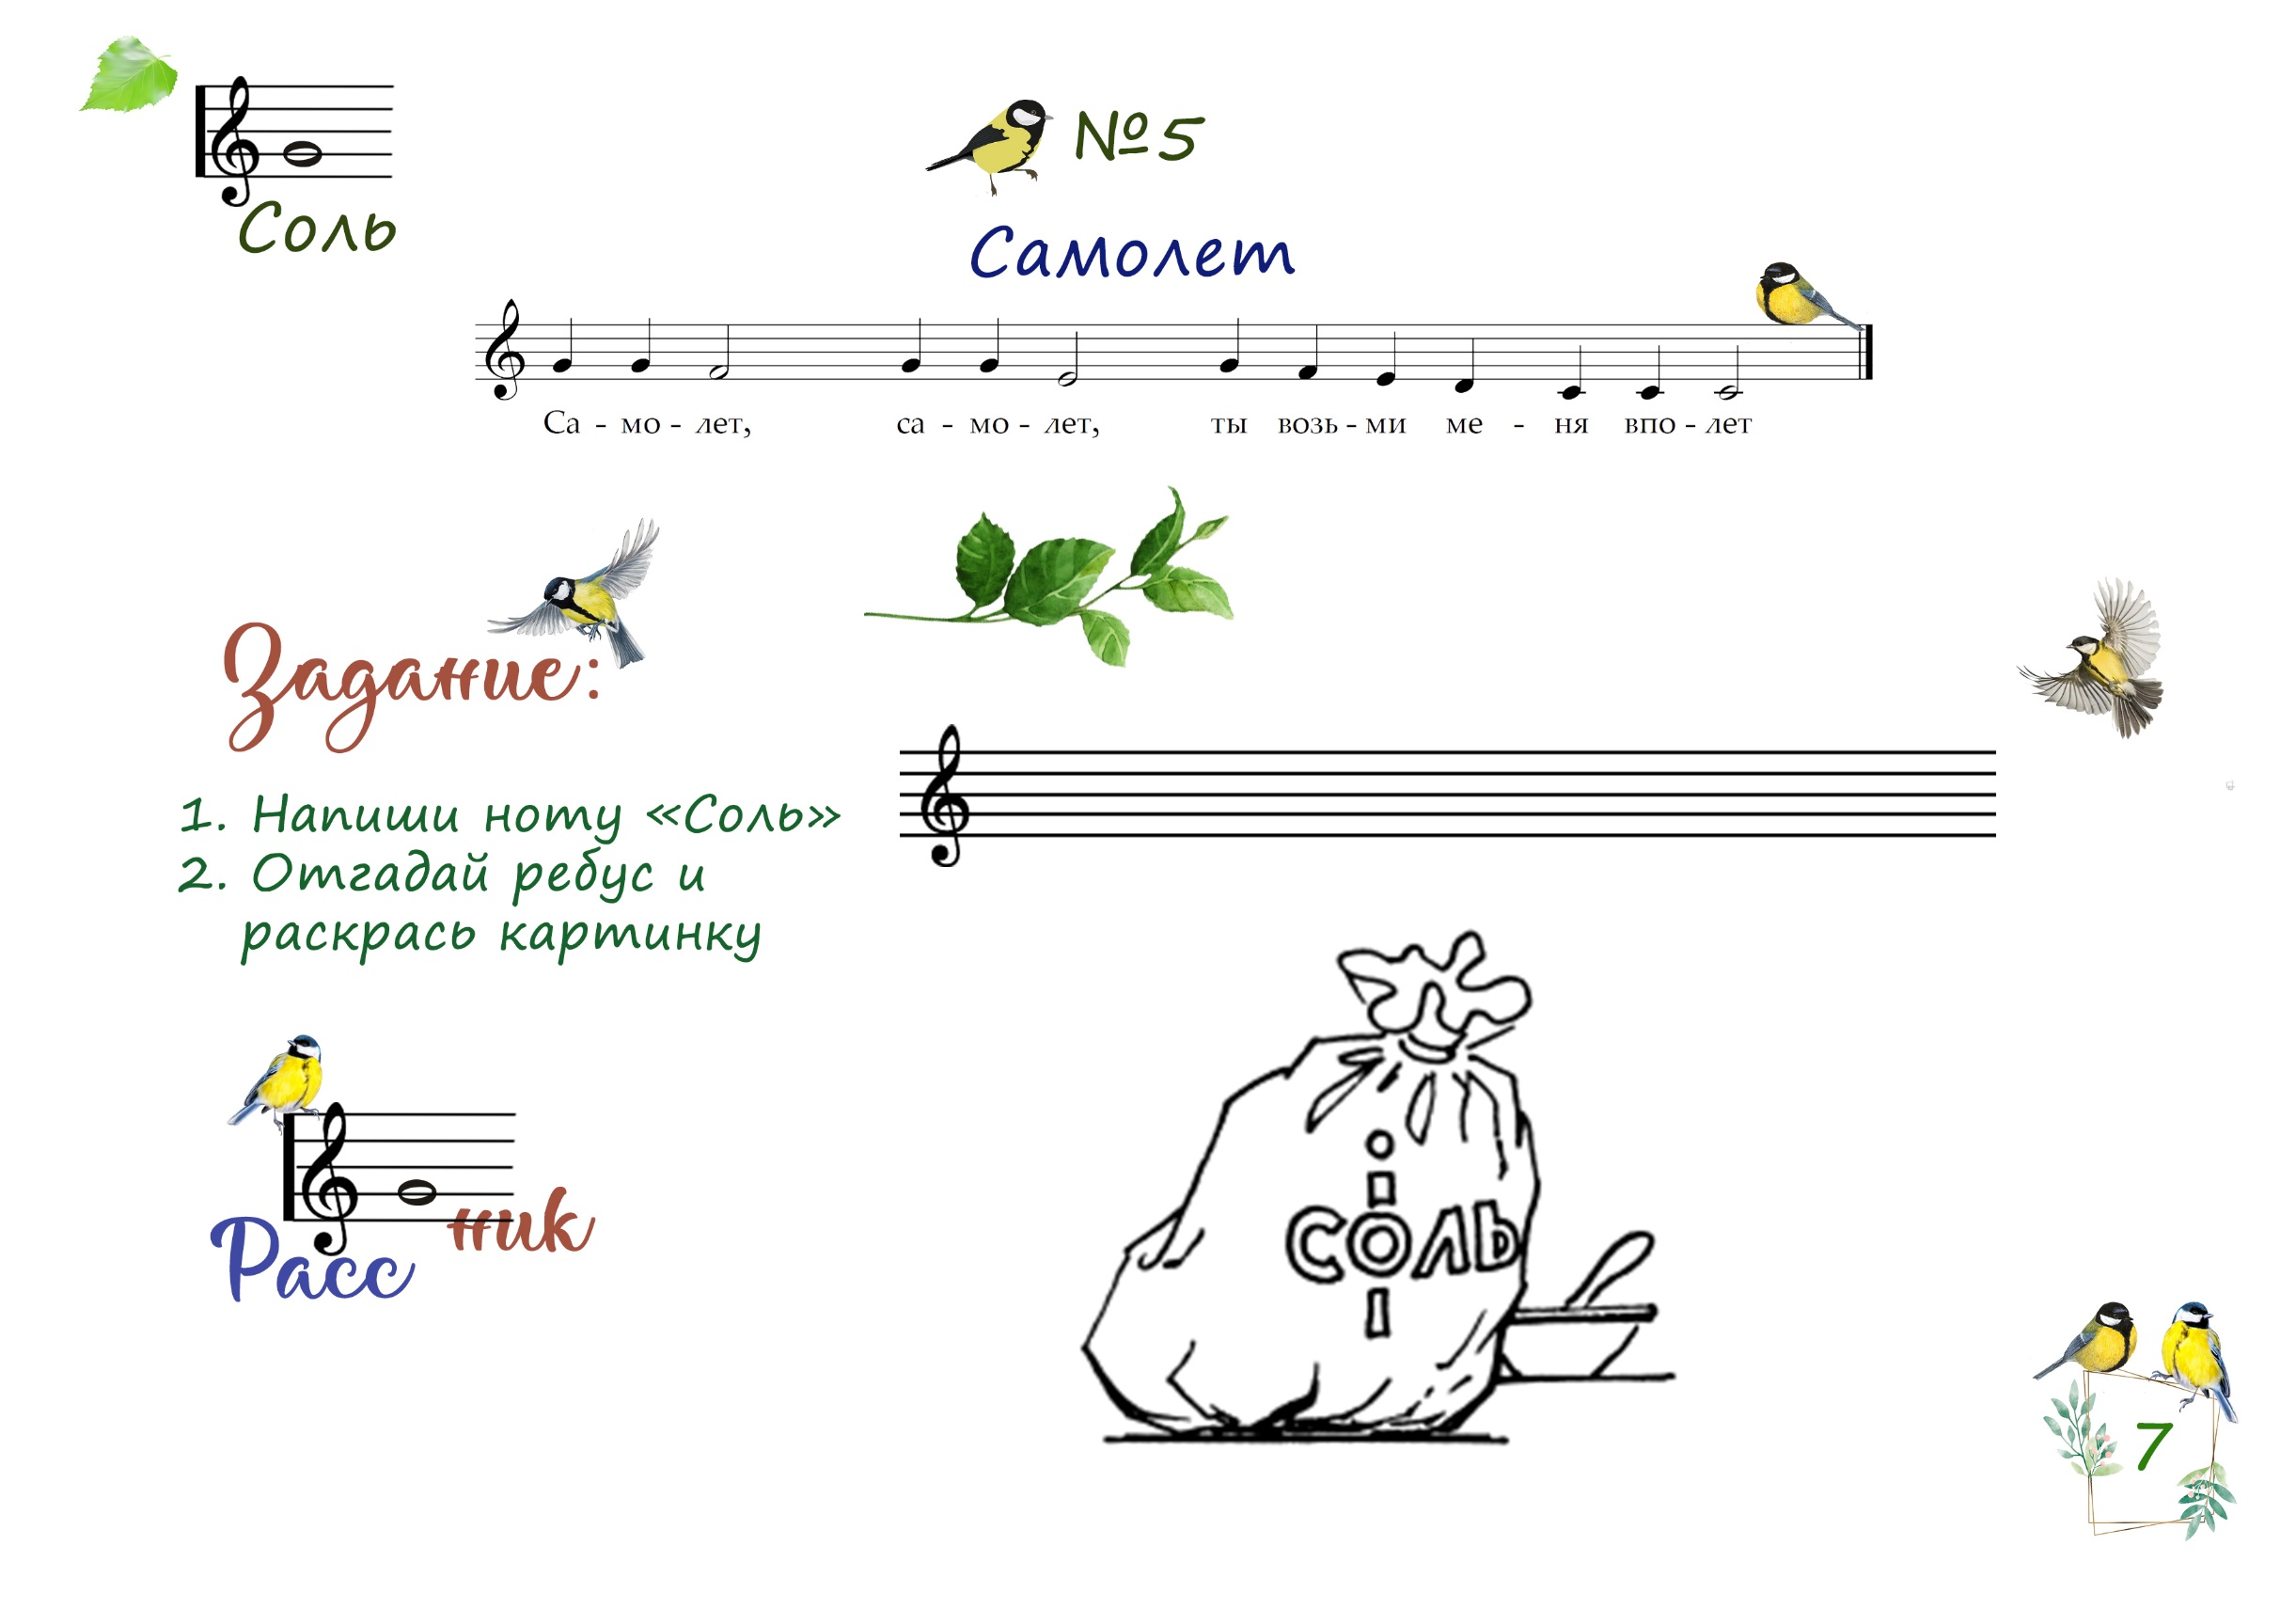 Соль
№5
Самолет
Са - мо - лет, са - мо - лет, ты возь - ми ме - ня впо - лет
Задание:
1. Напиши ноту «Соль»
2. Отгадай ребус и
раскрась картинку
Расс ник
соль
7